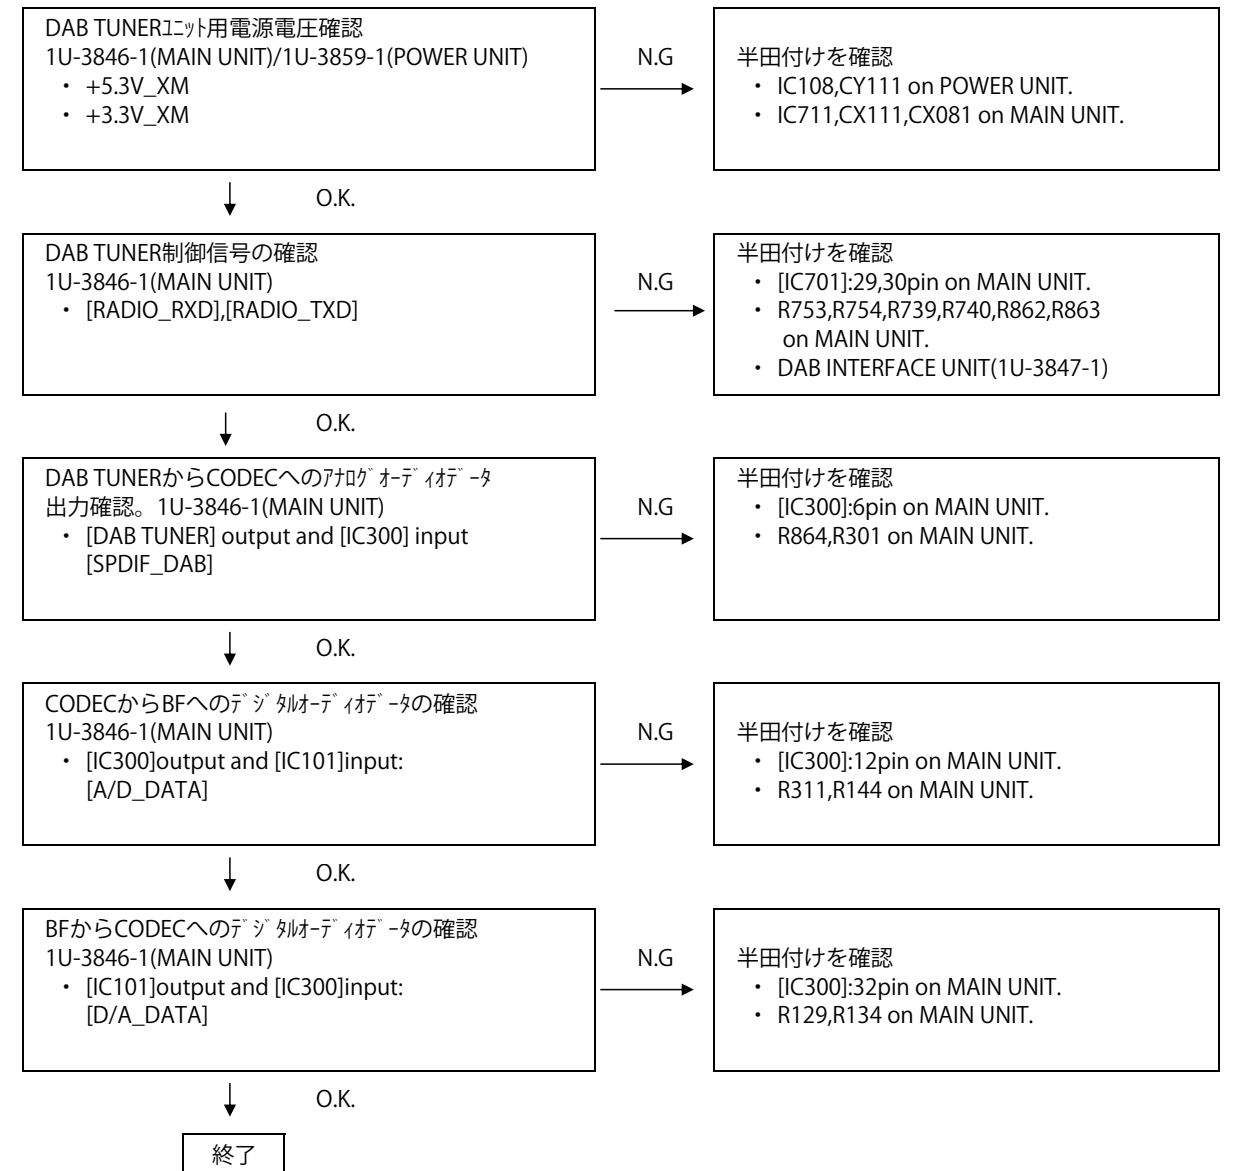 DAB TUNERﾕﾆｯﾄ用電源電圧確認
1U-3846-1(MAIN UNIT)/1U-3859-1(POWER UNIT)
・ +5.3V_XM
・ +3.3V_XM
N.G
半田付けを確認
・ IC108,CY111 on POWER UNIT.
・ IC711,CX111,CX081 on MAIN UNIT.
O.K.
DAB TUNER制御信号の確認
1U-3846-1(MAIN UNIT)
・ [RADIO_RXD],[RADIO_TXD]
N.G
半田付けを確認
・ [IC701]:29,30pin on MAIN UNIT.
・ R753,R754,R739,R740,R862,R863
on MAIN UNIT.
・ DAB INTERFACE UNIT(1U-3847-1)
O.K.
DAB TUNERからCODECへのｱﾅﾛｸﾞｵｰﾃﾞｨｵﾃﾞｰﾀ
出力確認。1U-3846-1(MAIN UNIT)
・ [DAB TUNER] output and [IC300] input
[SPDIF_DAB]
N.G
半田付けを確認
・ [IC300]:6pin on MAIN UNIT.
・ R864,R301 on MAIN UNIT.
O.K.
CODECからBFへのﾃﾞｼﾞﾀﾙｵｰﾃﾞｨｵﾃﾞｰﾀの確認
1U-3846-1(MAIN UNIT)
・ [IC300]output and [IC101]input:
[A/D_DATA]
N.G
半田付けを確認
・ [IC300]:12pin on MAIN UNIT.
・ R311,R144 on MAIN UNIT.
O.K.
BFからCODECへのﾃﾞｼﾞﾀﾙｵｰﾃﾞｨｵﾃﾞｰﾀの確認
1U-3846-1(MAIN UNIT)
・ [IC101]output and [IC300]input:
[D/A_DATA]
N.G
半田付けを確認
・ [IC300]:32pin on MAIN UNIT.
・ R129,R134 on MAIN UNIT.
O.K.
終了